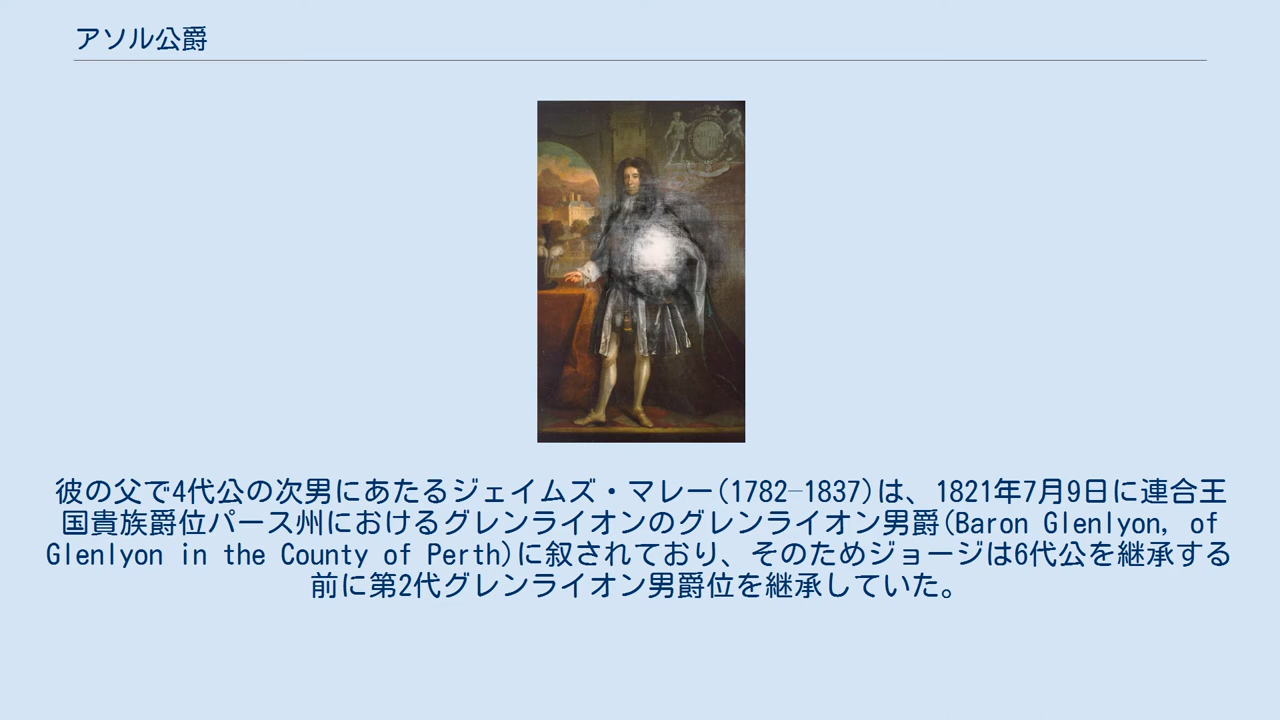 アソル公爵
彼の父で4代公の次男にあたるジェイムズ・マレー(1782–1837)は、1821年7月9日に連合王
国貴族爵位パース州におけるグレンライオンのグレンライオン男爵(Baron Glenlyon, of
Glenlyon in the County of Perth)に叙されており、そのためジョージは6代公を継承する
前に第2代グレンライオン男爵位を継承していた。